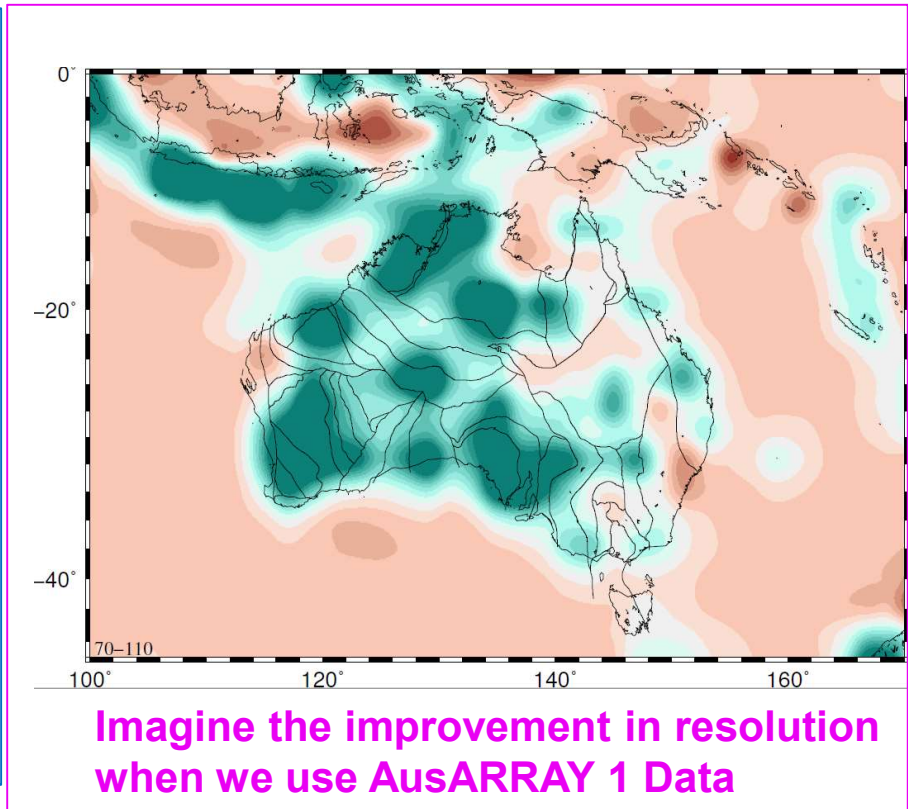 0°
−20°
−40°
70−110
100° 120° 140° 160°
Imagine the improvement in resolution
when we use AusARRAY 1 Data